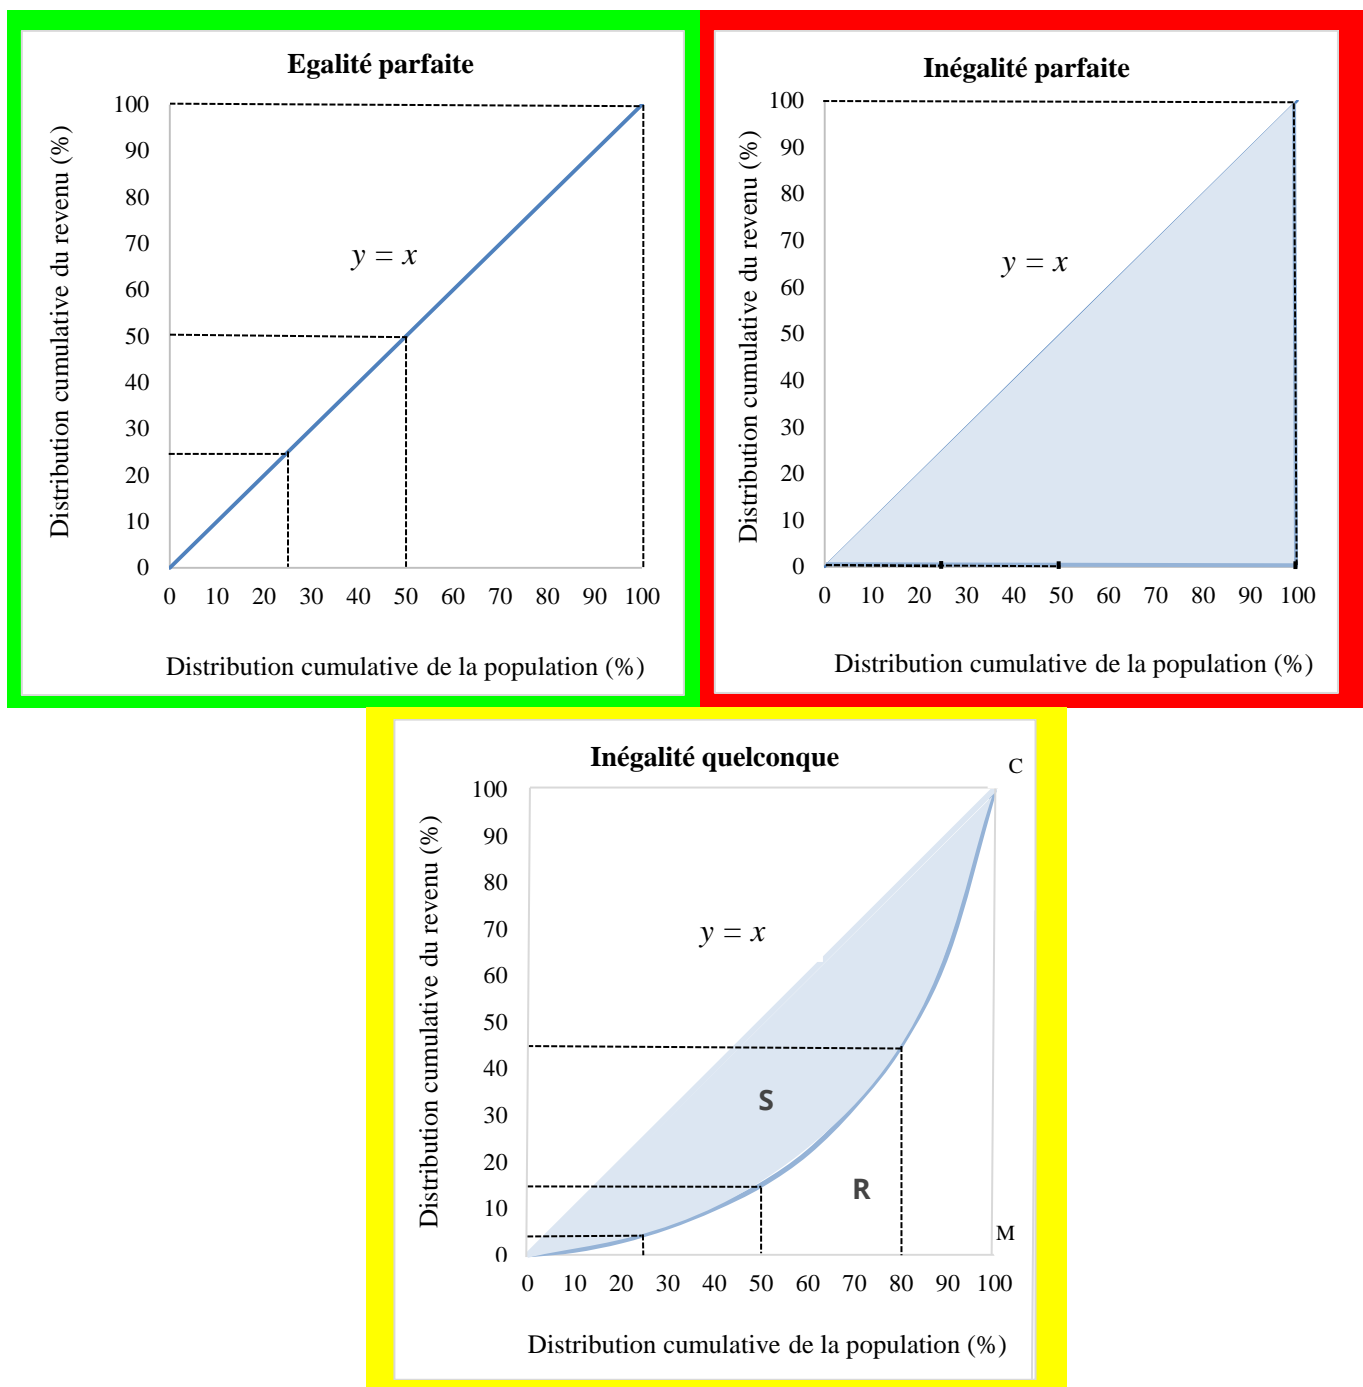 Egalité parfaite
100
90
80
70
60
50
40
30
20
10
0
Distribution cumulative du revenu (%)
y = x
0 10 20 30 40 50 60 70 80 90 100
Distribution cumulative de la population (%)
Inégalité parfaite
100
90
80
70
60
50
40
30
20
10
0
Distribution cumulative du revenu (%)
y = x
0 10 20 30 40 50 60 70 80 90 100
Distribution cumulative de la population (%)
Inégalité quelconque
C
100
90
80
70
60
50
40
30
20
10
0
Distribution cumulative du revenu (%)
y = x
S
R
M
0 10 20 30 40 50 60 70 80 90 100
Distribution cumulative de la population (%)